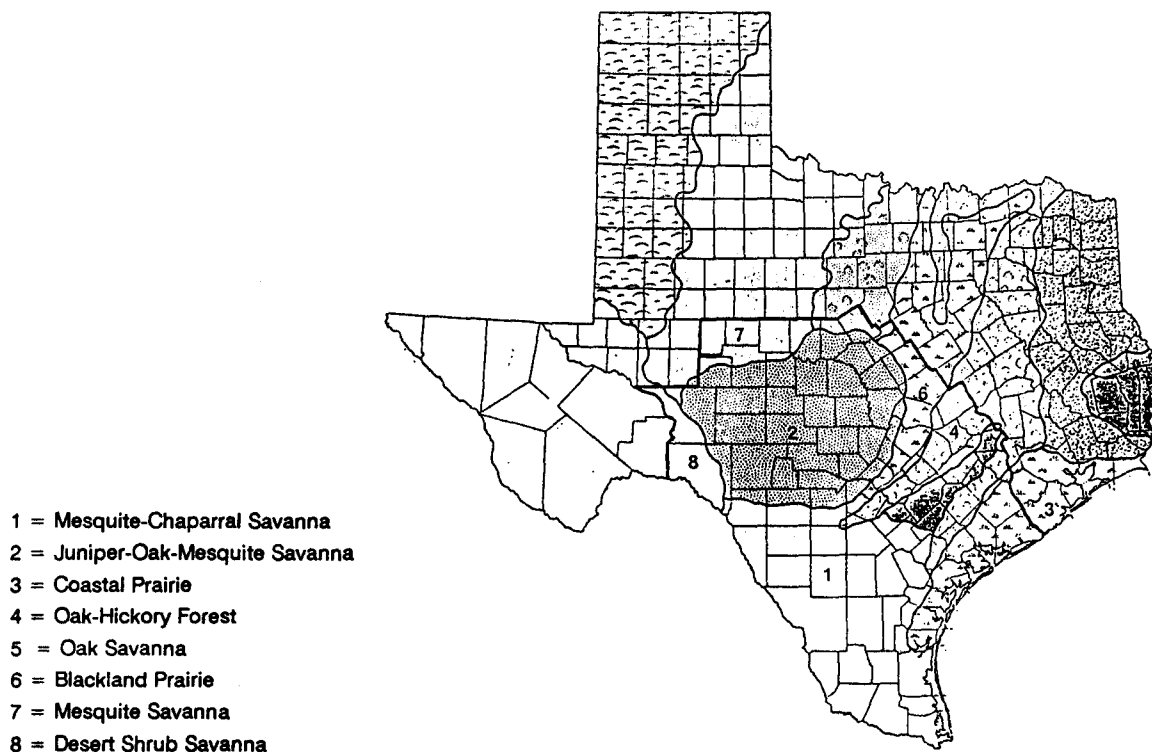 7
6
4
2
8
3
1
1 = Mesquite-Chaparral Savanna
2 = Juniper-Oak-Mesquite Savanna
3 = Coastal Prairie
4 = Oak-Hickory Forest
5 = Oak Savanna
6 = Blackland Prairie
7 = Mesquite Savanna
8 = Desert Shrub Savanna